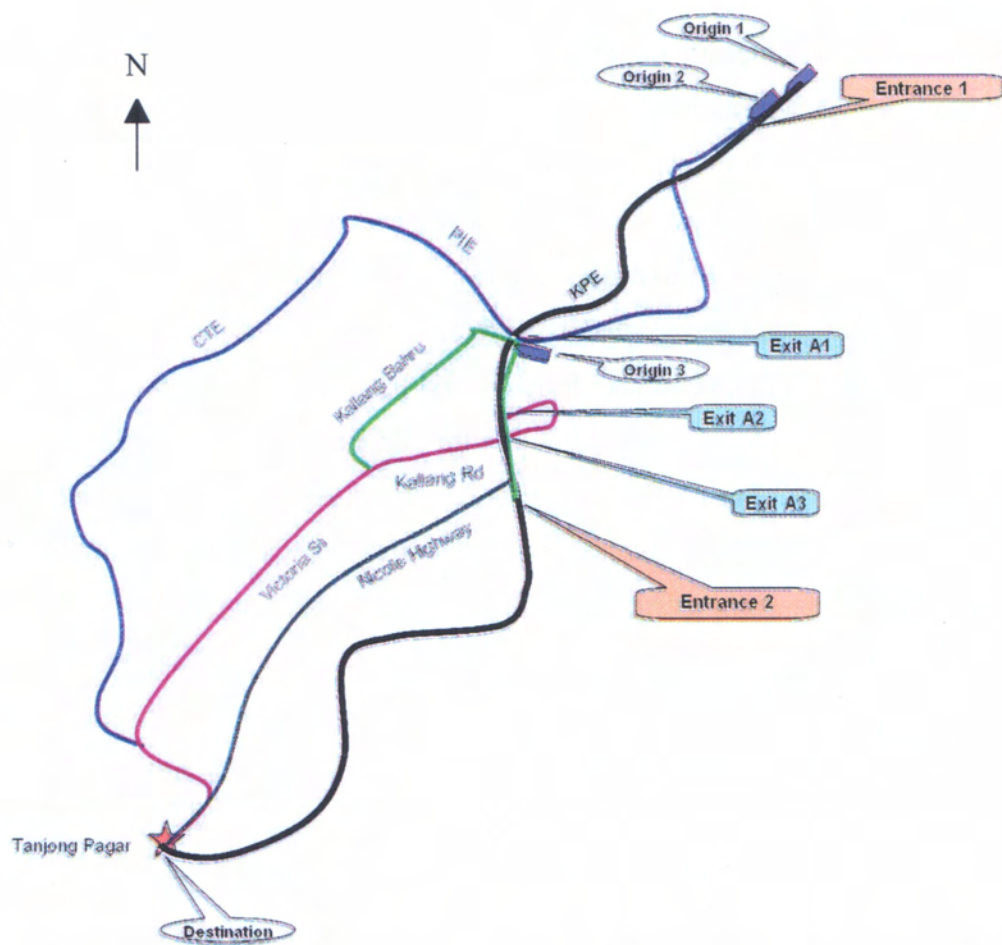 Origin 1
N
Origin 2
Entrance 1
PIE
KPE
CTE
Exit A1
Kallang Bahru
Origin 3
Exit A2
Kallang Rd
Exit A3
Victoria St
Nicole Highway
Entrance 2
Tanjong Pagar
Destination